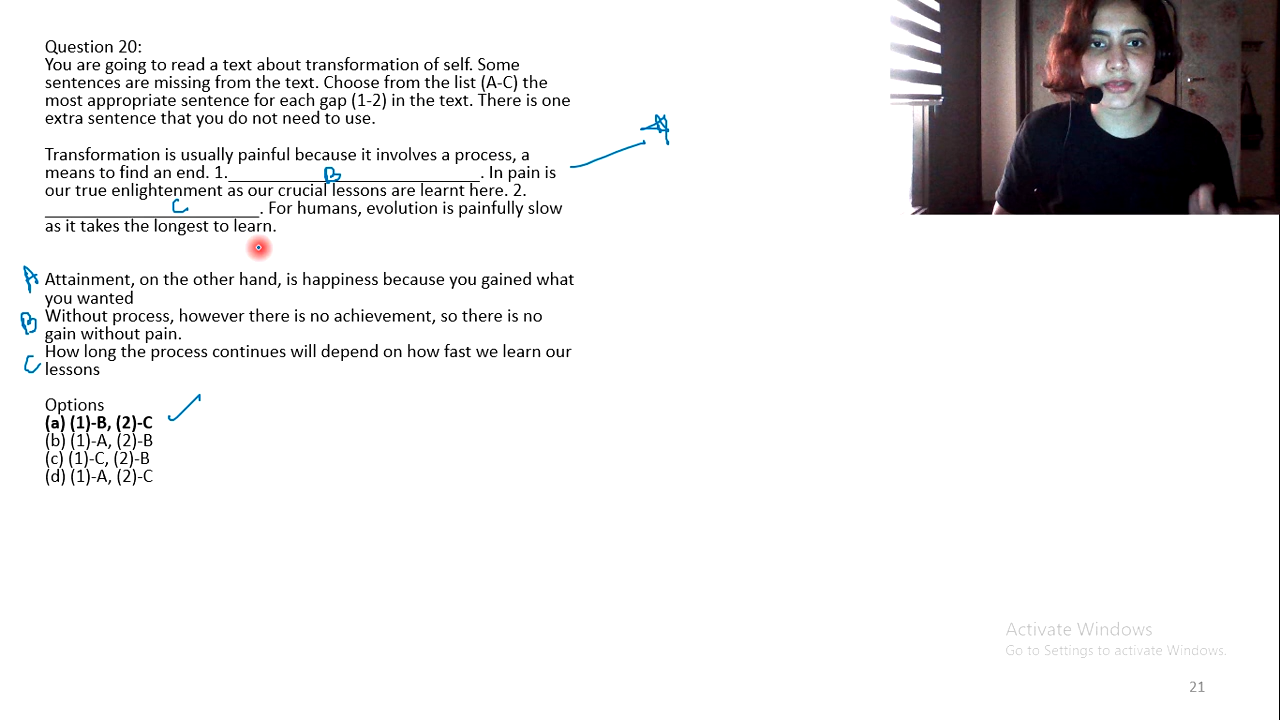 Question 20:
You are going to read a text about transformation of self. Some
sentences are missing from the text. Choose from the list (A-C) the
most appropriate sentence for each gap (1-2) in the text. There is one
extra sentence that you do not need to use.
Transformation is usually painful because it involves a process, a
A
means to find an end. 1.____________________________. In pain is
B
our true enlightenment as our crucial lessons are learnt here. 2.
C
________________________. For humans, evolution is painfully slow
as it takes the longest to learn.
A Attainment, on the other hand, is happiness because you gained what
you wanted
B Without process, however there is no achievement, so there is no
gain without pain.
How long the process continues will depend on how fast we learn our
C lessons
Options
(a) (1)-B, (2)-C
(b) (1)-A, (2)-B
(c) (1)-C, (2)-B
(d) (1)-A, (2)-C
Activate Windows
Go to Settings to activate Windows.
21